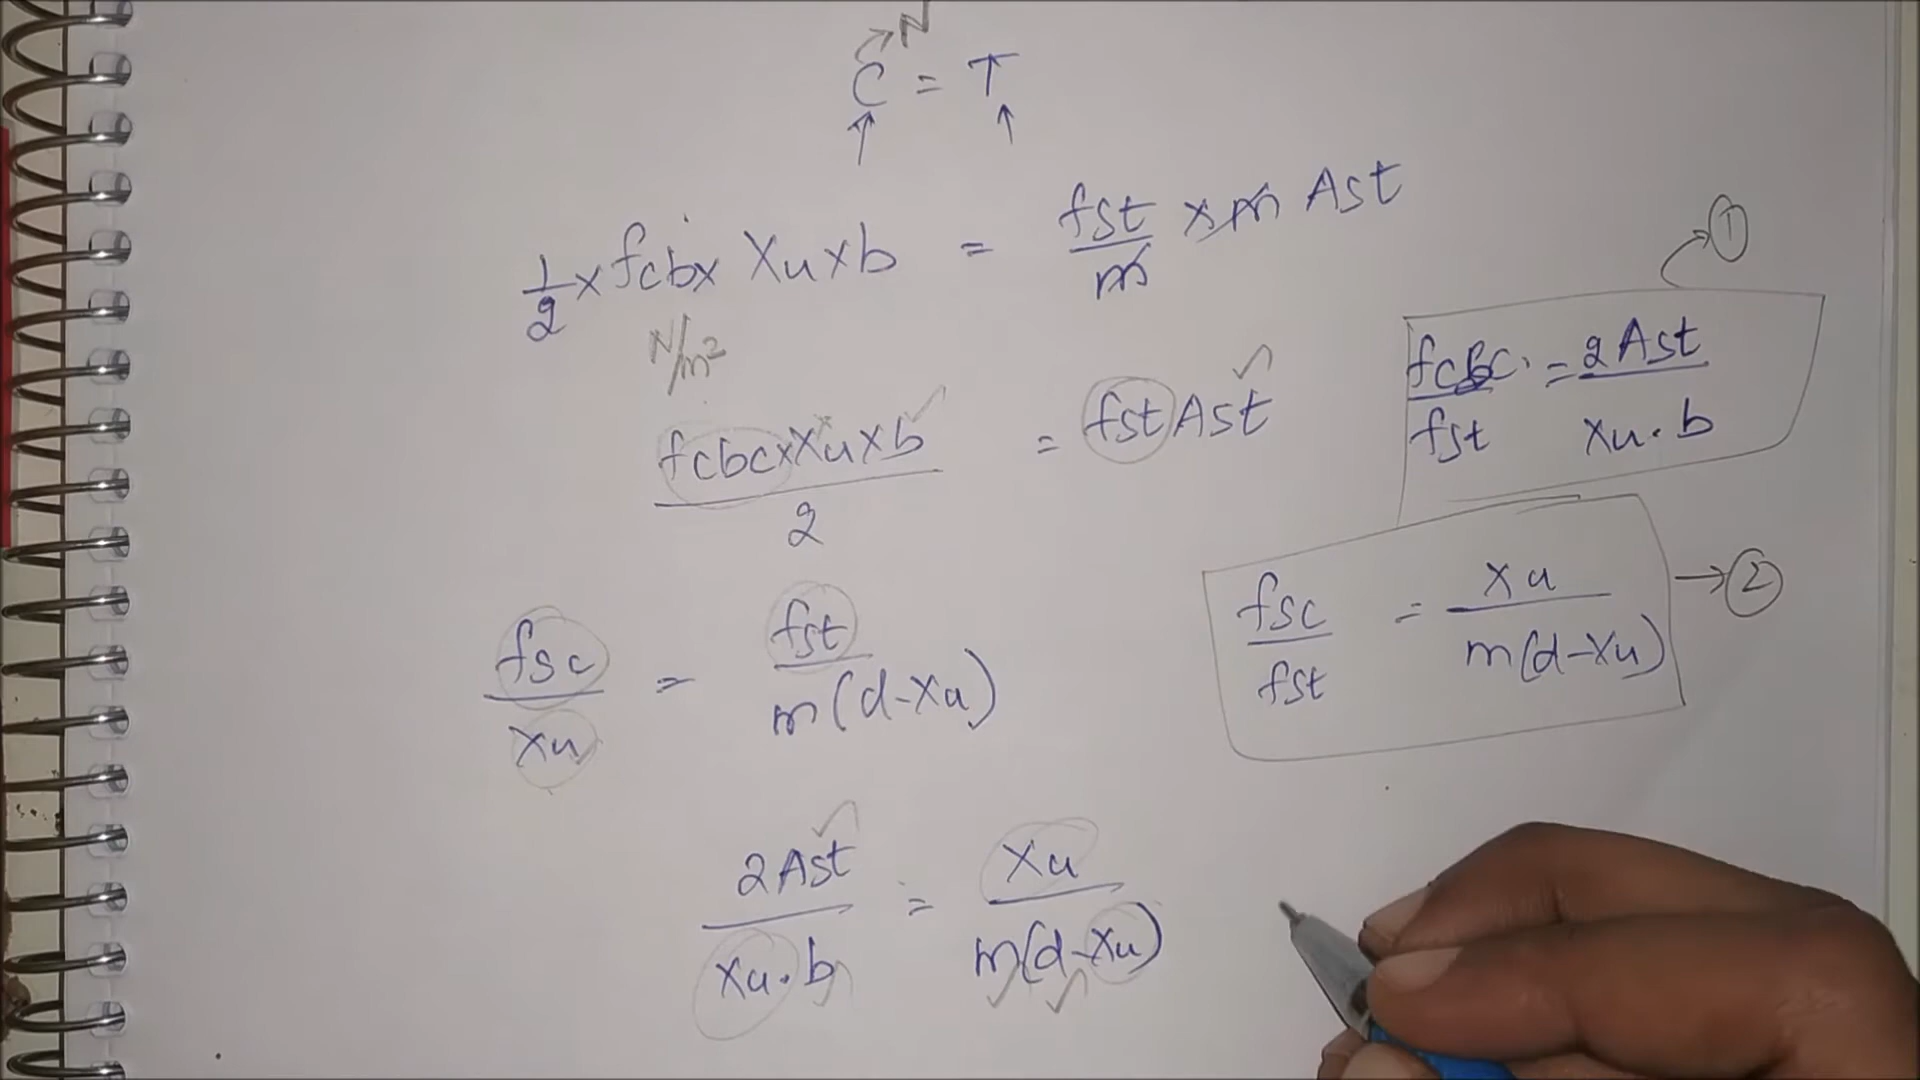 N
C = T
1/2 x fcbx Xu x b = fst/m x m Ast
N/m²
fcbc x Xu x b / 2 = fst Ast
① 
fcbc/fst = 2Ast/xu.b
fsc/xu = fst/m(d-xu)
fsc/fst = xu/m(d-xu) → ②
2Ast/xu.b = xu/m(d-xu)